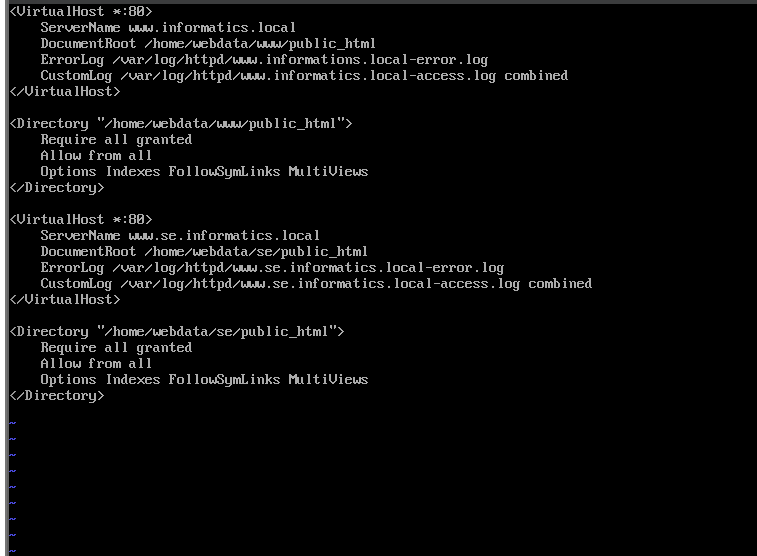 <VirtualHost *:80>
    ServerName www.informatics.local
    DocumentRoot /home/webdata/www/public_html
    ErrorLog /var/log/httpd/www.informations.local-error.log
    CustomLog /var/log/httpd/www.informatics.local-access.log combined
</VirtualHost>

<Directory "/home/webdata/www/public_html">
    Require all granted
    Allow from all
    Options Indexes FollowSymLinks MultiViews
</Directory>

<VirtualHost *:80>
    ServerName www.se.informatics.local
    DocumentRoot /home/webdata/se/public_html
    ErrorLog /var/log/httpd/www.se.informatics.local-error.log
    CustomLog /var/log/httpd/www.se.informatics.local-access.log combined
</VirtualHost>

<Directory "/home/webdata/se/public_html">
    Require all granted
    Allow from all
    Options Indexes FollowSymLinks MultiViews
</Directory>

~
~
~
~
~
~
~
~
~